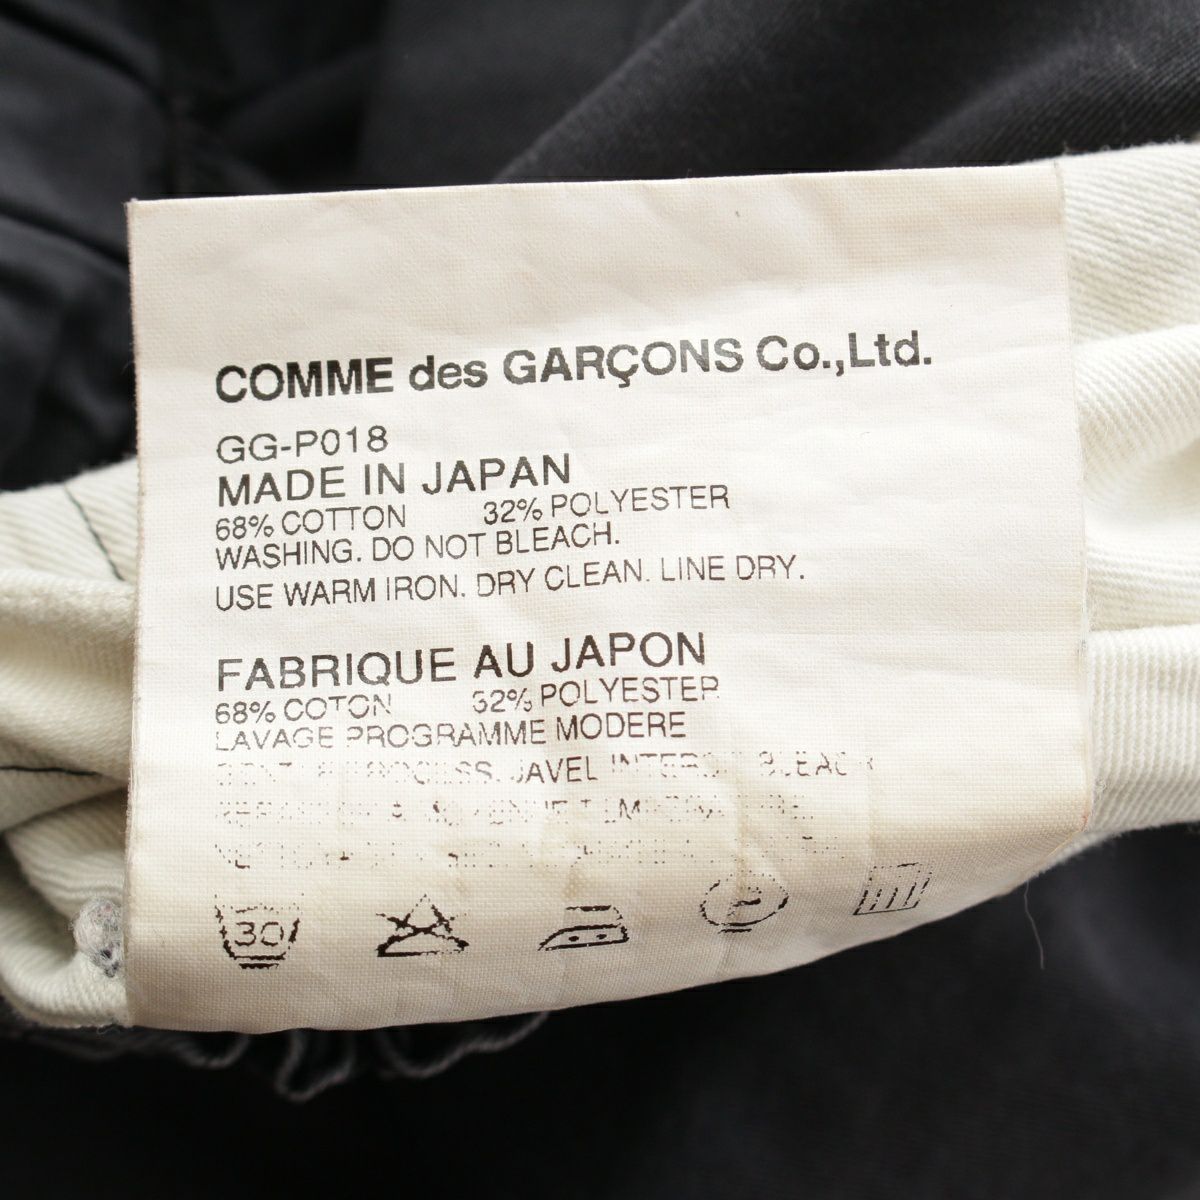 COMME des GARÇONS Co.,Ltd.
GG-P018
MADE IN JAPAN
68% COTTON 32% POLYESTER
WASHING. DO NOT BLEACH.
USE WARM IRON. DRY CLEAN. LINE DRY.
FABRIQUE AU JAPON
68% COTON 32% POLYESTER
LAVAGE PROGRAMME MODERE
JAVEL
30
P